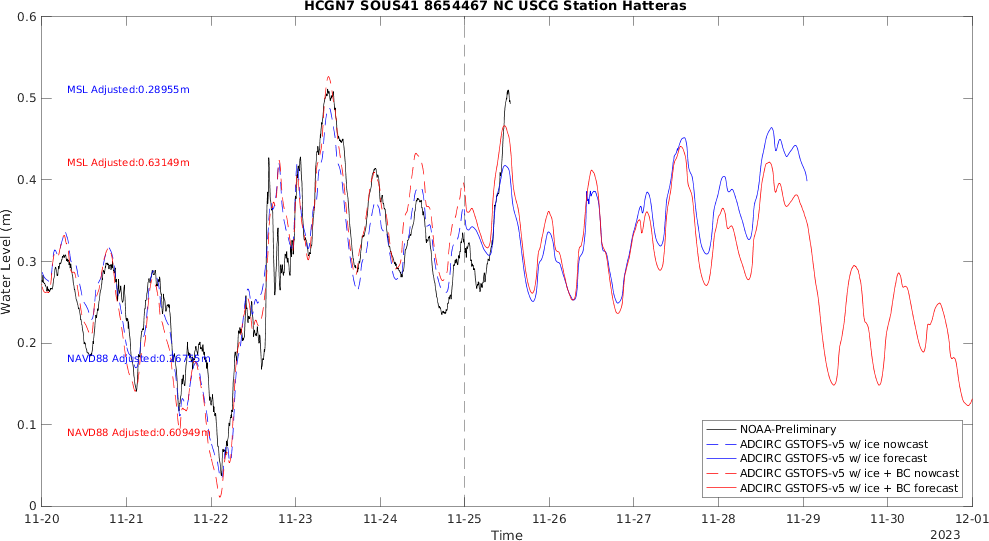 HCGN7 SOUS41 8654467 NC USCG Station Hatteras
0.6
0.5
0.4
0.3
0.2
0.1
0
Water Level (m)
MSL Adjusted:0.28955m
MSL Adjusted:0.63149m
NAVD88 Adjusted:0.26755m
NAVD88 Adjusted:0.60949m
NOAA-Preliminary
ADCIRC GSTOFS-v5 w/ ice nowcast
ADCIRC GSTOFS-v5 w/ ice forecast
ADCIRC GSTOFS-v5 w/ ice + BC nowcast
ADCIRC GSTOFS-v5 w/ ice + BC forecast
11-20 11-21 11-22 11-23 11-24 11-25 11-26 11-27 11-28 11-29 11-30 12-01
Time
2023